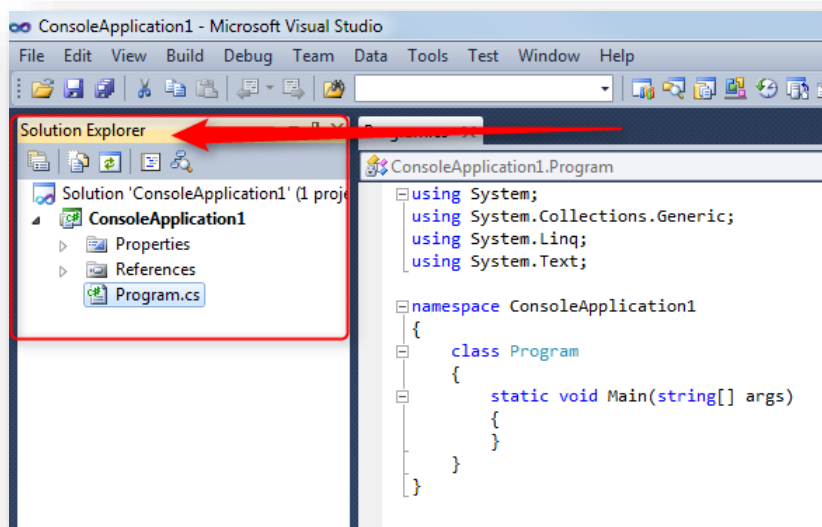 ConsoleApplication1 - Microsoft Visual Studio
File Edit View Build Debug Team Data Tools Test Window Help
Solution Explorer
Solution 'ConsoleApplication1' (1 proje
ConsoleApplication1
Properties
References
Program.cs
ConsoleApplication1.Program
using System;
using System.Collections.Generic;
using System.Linq;
using System.Text;
namespace ConsoleApplication1
{
class Program
{
static void Main(string[] args)
{
}
}
}